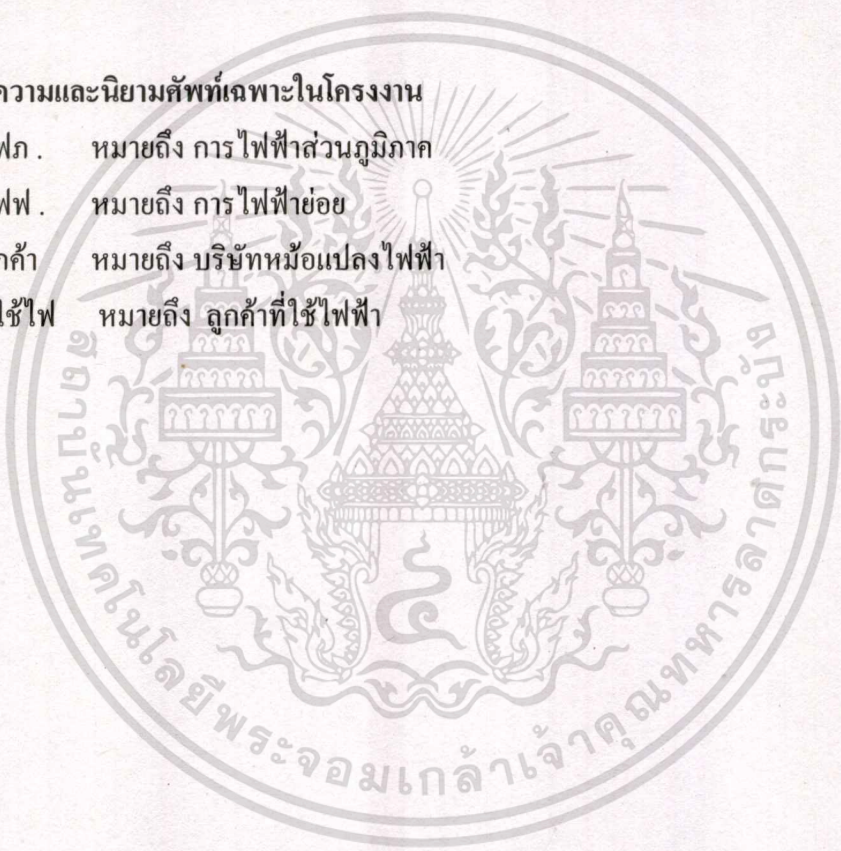 ความและนิยามศัพท์เฉพาะในโครงงาน
ฟภ . หมายถึง การไฟฟ้าส่วนภูมิภาค
ฟฟ . หมายถึง การไฟฟ้าย่อย
กค้า หมายถึง บริษัทหม้อแปลงไฟฟ้า
ใช้ไฟ หมายถึง ลูกค้าที่ใช้ไฟฟ้า
สถาบันเทคโนโลยีพระจอมเกล้าเจ้าคุณทหารลาดกระบัง